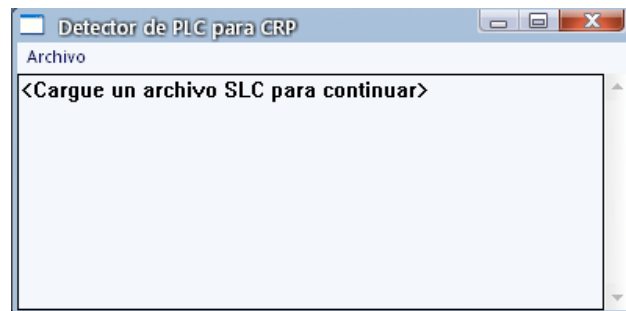 Detector de PLC para CRP
Archivo
<Cargue un archivo SLC para continuar>